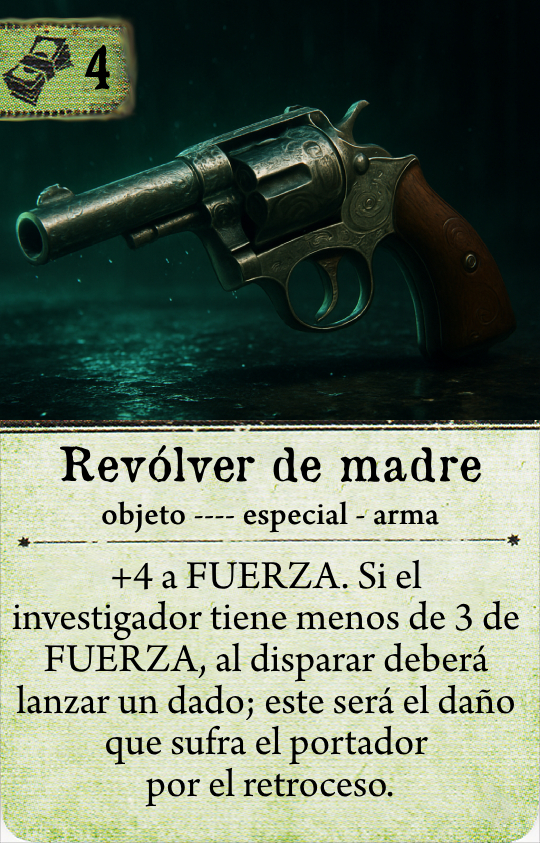 4
Revólver de madre
objeto ---- especial - arma
+4 a FUERZA. Si el
investigador tiene menos de 3 de
FUERZA, al disparar deberá
lanzar un dado; este será el daño
que sufra el portador
por el retroceso.